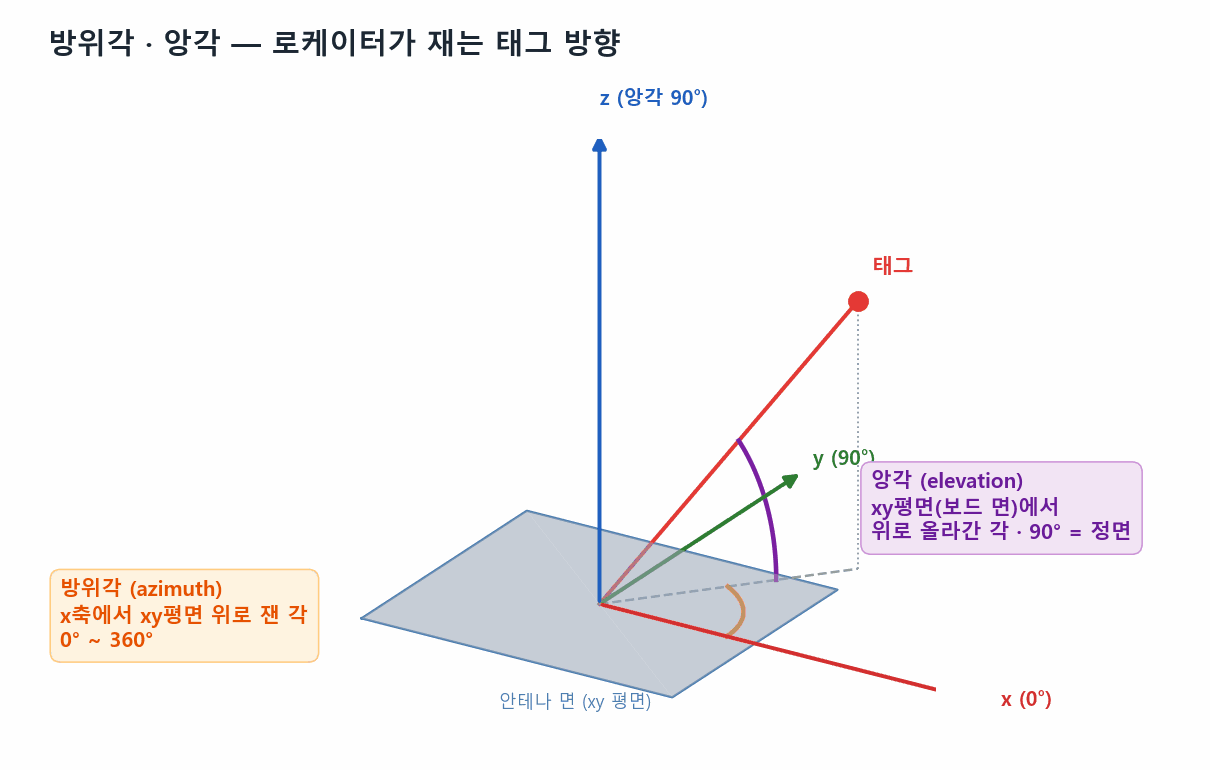 방위각 · 앙각 — 로케이터가 재는 태그 방향
z (앙각 90°)
태그
y (90°)
앙각 (elevation)
xy평면(보드 면)에서
위로 올라간 각 · 90° = 정면
방위각 (azimuth)
x축에서 xy평면 위로 잰 각
0° ~ 360°
안테나 면 (xy 평면)
x (0°)